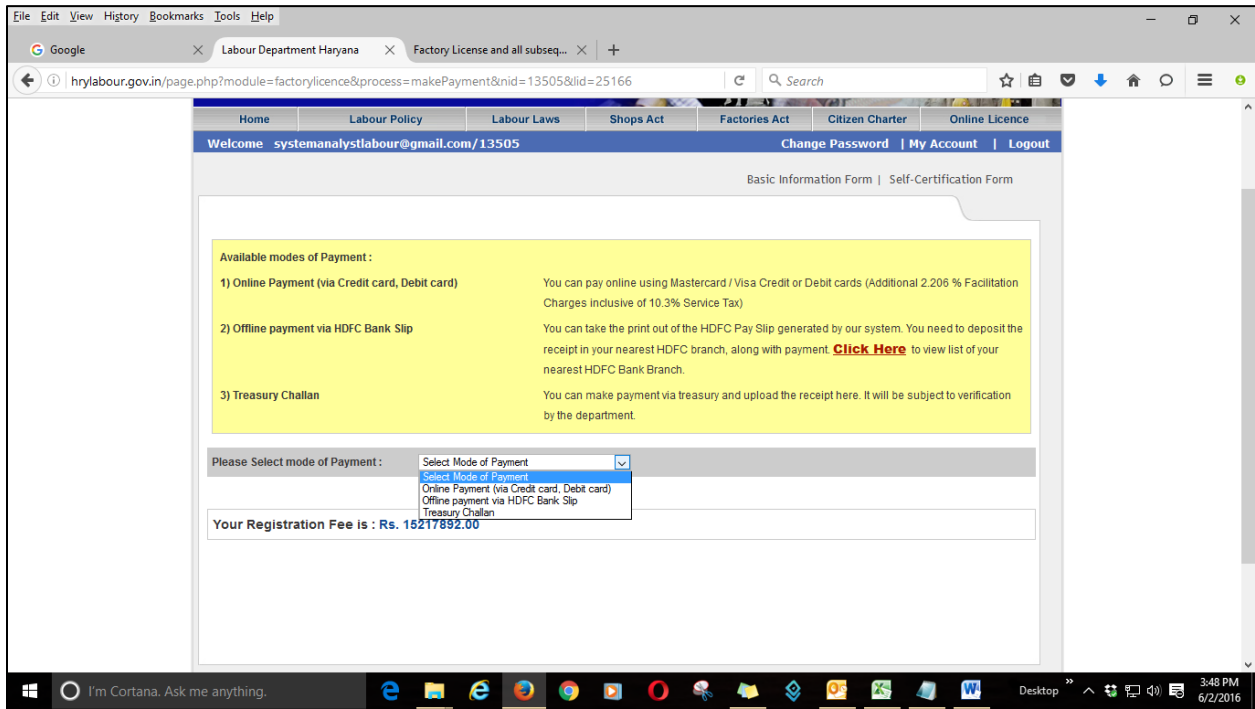 File Edit View History Bookmarks Tools Help
Google
Labour Department Haryana
Factory License and all subseq...
hrylabour.gov.in/page.php?module=factorylicence&process=makePayment&nid=13505&lid=25166
Search
Home Labour Policy Labour Laws Shops Act Factories Act Citizen Charter Online Licence
Welcome systemanalystlabour@gmail.com/13505 Change Password | My Account | Logout
Basic Information Form | Self-Certification Form
Available modes of Payment :
1) Online Payment (via Credit card, Debit card)
You can pay online using Mastercard / Visa Credit or Debit cards (Additional 2.206 % Facilitation
Charges inclusive of 10.3% Service Tax)
2) Offline payment via HDFC Bank Slip
You can take the print out of the HDFC Pay Slip generated by our system. You need to deposit the
receipt in your nearest HDFC branch, along with payment. Click Here to view list of your
nearest HDFC Bank Branch.
3) Treasury Challan
You can make payment via treasury and upload the receipt here. It will be subject to verification
by the department.
Please Select mode of Payment :
Select Mode of Payment
Select Mode of Payment
Online Payment (via Credit card, Debit card)
Offline payment via HDFC Bank Slip
Treasury Challan
Your Registration Fee is : Rs. 15217892.00
I'm Cortana. Ask me anything.
Desktop
3:48 PM
6/2/2016